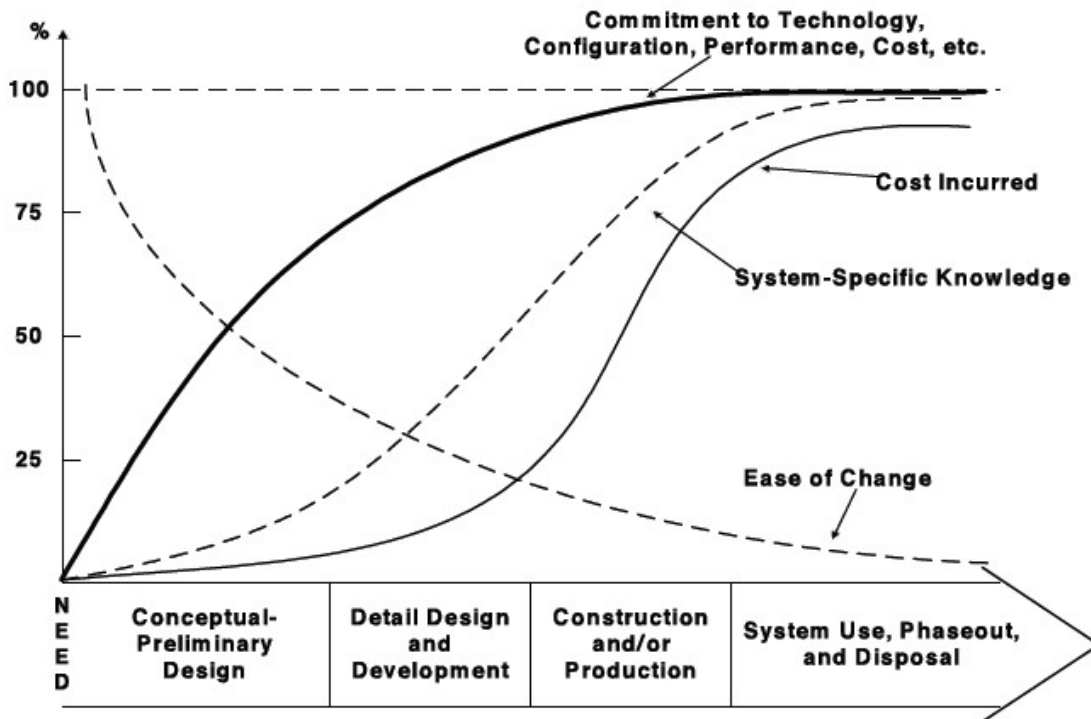 Commitment to Technology,
Configuration, Performance, Cost, etc.
%
100
75
50
25
Cost Incurred
System-Specific Knowledge
Ease of Change
NEED
Conceptual-
Preliminary
Design
Detail Design
and
Development
Construction
and/or
Production
System Use, Phaseout,
and Disposal